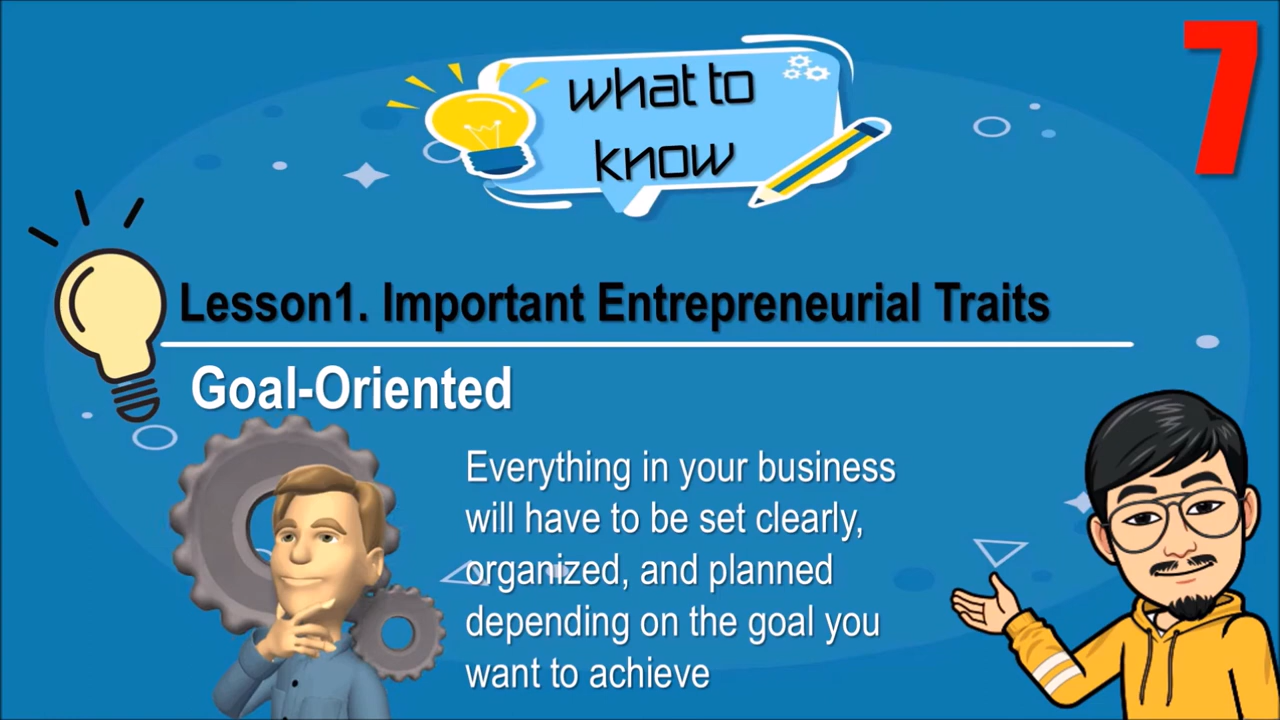 7
what to
know
Lesson1. Important Entrepreneurial Traits
Goal-Oriented
Everything in your business
will have to be set clearly,
organized, and planned
depending on the goal you
want to achieve